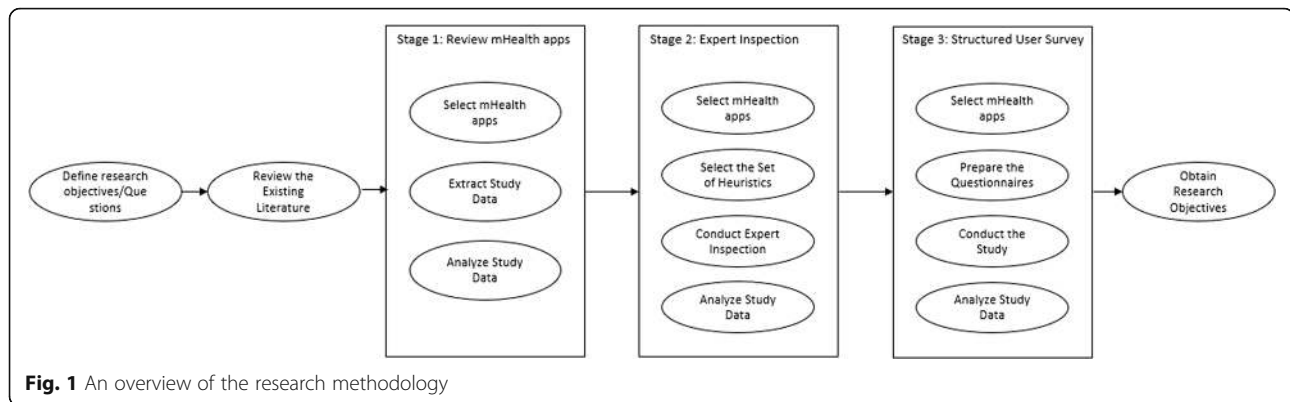 Define research
objectives/Que
stions
Review the
Existing
Literature
Stage 1: Review mHealth apps
Select mHealth
apps
Extract Study
Data
Analyze Study
Data
Stage 2: Expert Inspection
Select mHealth
apps
Select the Set
of Heuristics
Conduct Expert
Inspection
Analyze Study
Data
Stage 3: Structured User Survey
Select mHealth
apps
Prepare the
Questionnaires
Conduct the
Study
Analyze Study
Data
Obtain
Research
Objectives
Fig. 1 An overview of the research methodology